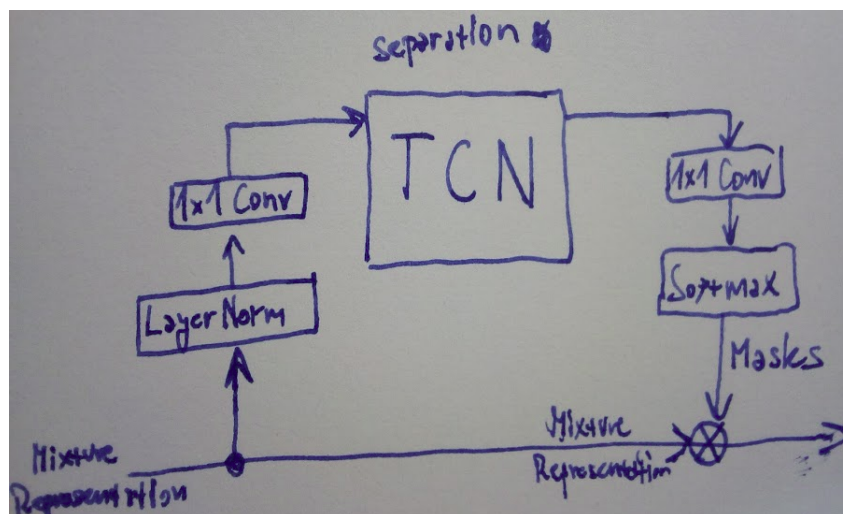 separation
TCN
1x1 Conv
1x1 Conv
LayerNorm
Softmax
Masks
Mixture
Representation
Mixture
Representation